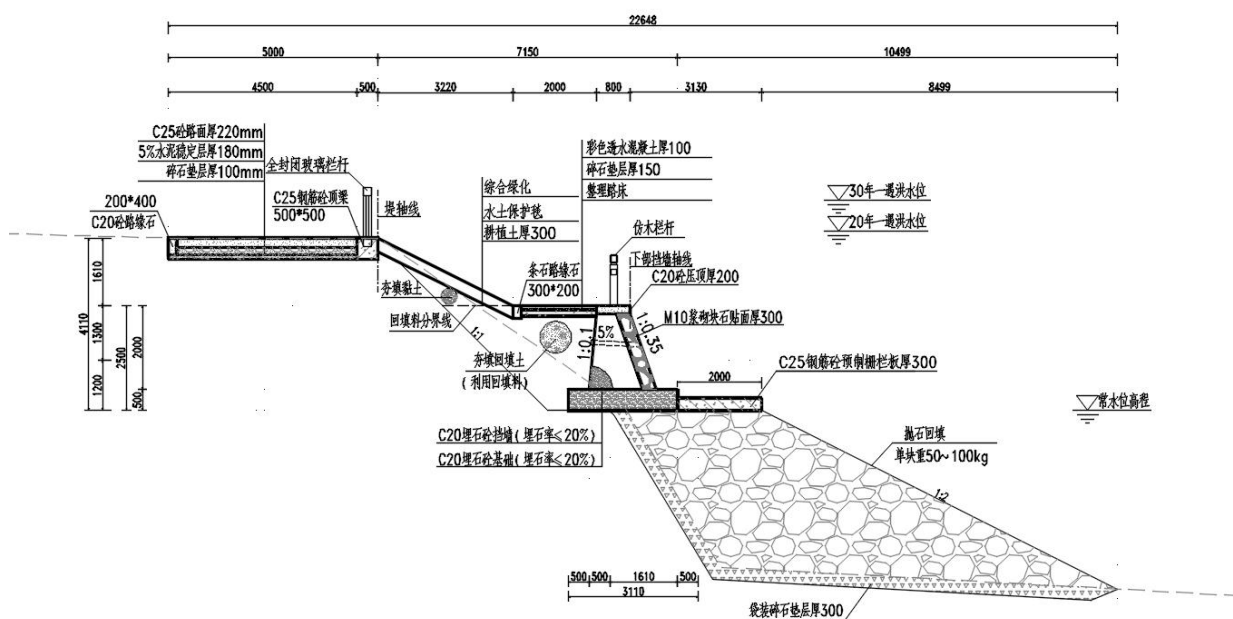 22648
5000 7150 10499
4500 500 3220 2000 800 3130 8499
C25砼路面厚220mm
5%水泥稳定层厚180mm
碎石垫层厚100mm
全封闭玻璃栏杆
200*400
C20砼路缘石
C25钢筋砼顶梁
500*500
堤轴线
综合绿化
水土保护毯
耕植土厚300
彩色透水混凝土厚100
碎石垫层厚150
整理路床
30年一遇洪水位
20年一遇洪水位
仿木栏杆
下部挡墙轴线
C20砼压顶厚200
条石路缘石
300*200
M10浆砌块石贴面厚300
夯填黏土
回填料分界线
1:1
1:0.1
5%
1:0.35
夯填回填土
(利用回填料)
1610
4110
1300
1200
2500
2000
500
2000
C25钢筋砼预制栅栏板厚300
常水位高程
C20埋石砼挡墙(埋石率≤20%)
C20埋石砼基础(埋石率≤20%)
抛石回填
单块重50~100kg
1:2
500 500 1610 500
3110
袋装碎石垫层厚300